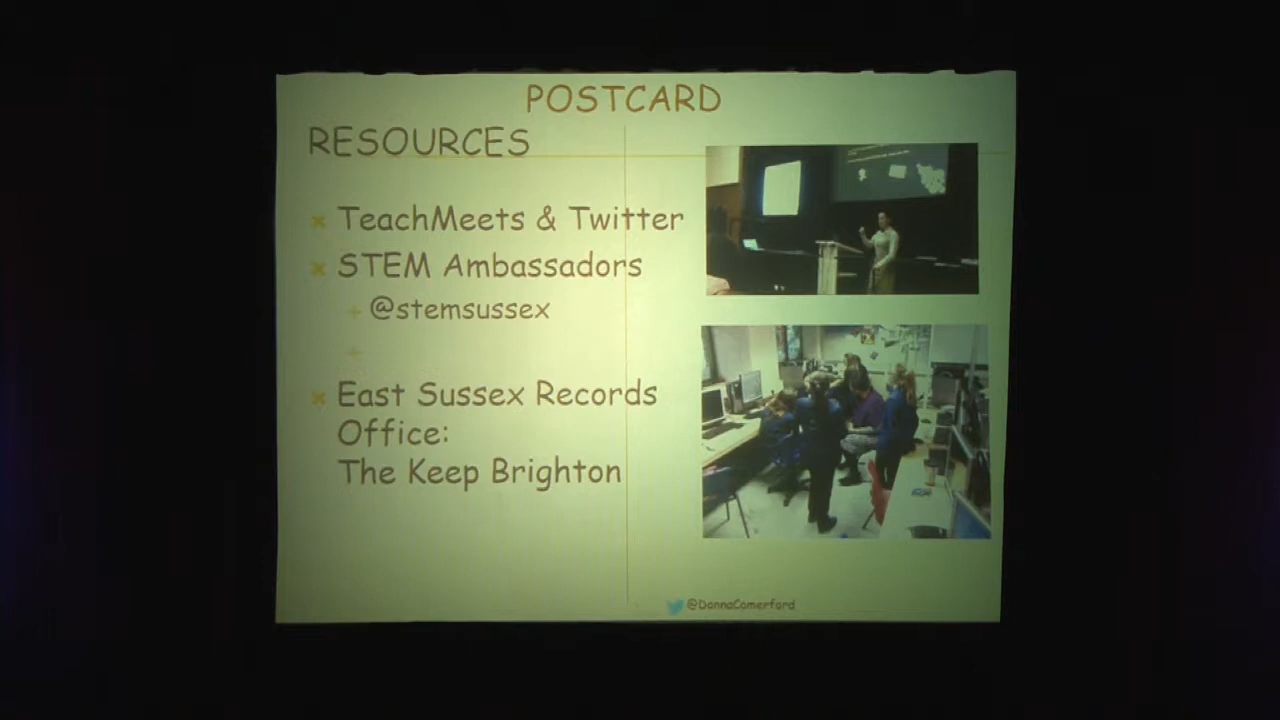 POSTCARD
RESOURCES
TeachMeets & Twitter
STEM Ambassadors
@stemsussex
East Sussex Records
Office:
The Keep Brighton
@DonnaComerford